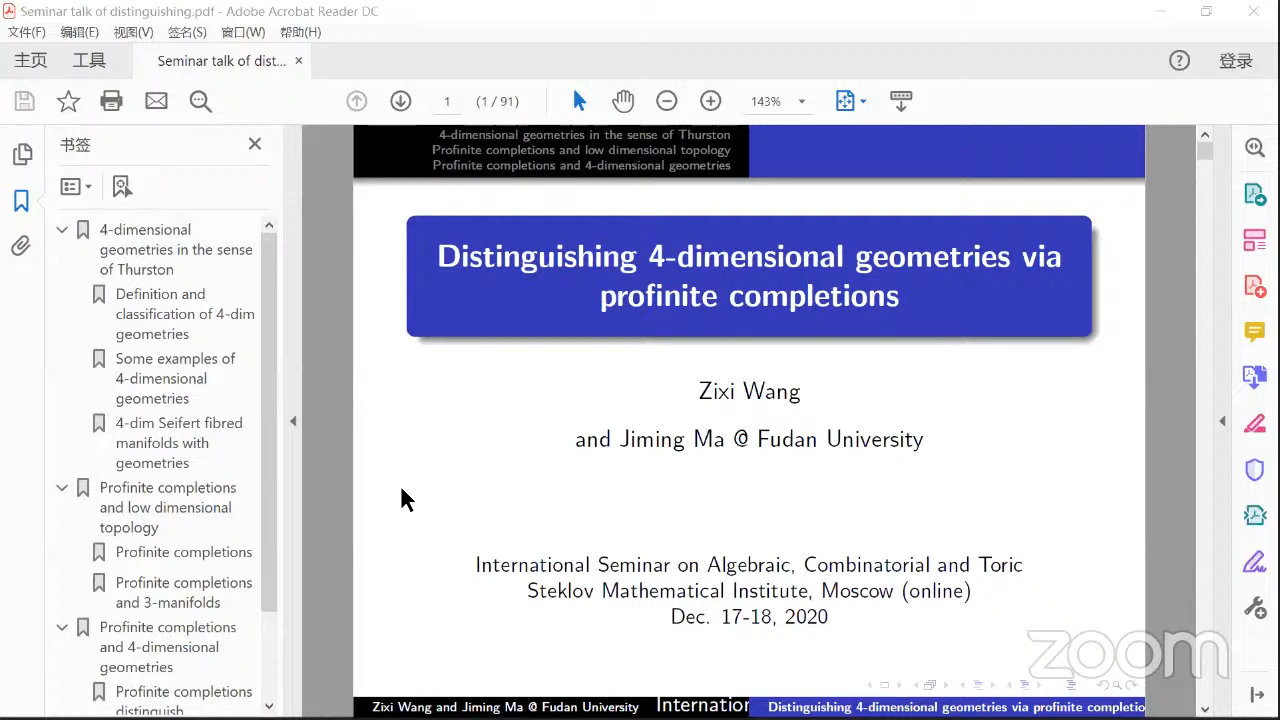 Seminar talk of distinguishing.pdf - Adobe Acrobat Reader DC
文件(F) 编辑(E) 视图(V) 签名(S) 窗口(W) 帮助(H)
主页 工具 Seminar talk of dist... × 登录
1 (1 / 91) 143%
书签
4-dimensional
geometries in the sense
of Thurston
Definition and
classification of 4-dim
geometries
Some examples of
4-dimensional
geometries
4-dim Seifert fibred
manifolds with
geometries
Profinite completions
and low dimensional
topology
Profinite completions
Profinite completions
and 3-manifolds
Profinite completions
and 4-dimensional
geometries
Profinite completions
distinguish
4-dimensional geometries in the sense of Thurston
Profinite completions and low dimensional topology
Profinite completions and 4-dimensional geometries
Distinguishing 4-dimensional geometries via
profinite completions
Zixi Wang
and Jiming Ma @ Fudan University
International Seminar on Algebraic, Combinatorial and Toric
Steklov Mathematical Institute, Moscow (online)
Dec. 17-18, 2020
zoom
Zixi Wang and Jiming Ma @ Fudan University Internation Distinguishing 4-dimensional geometries via profinite completio